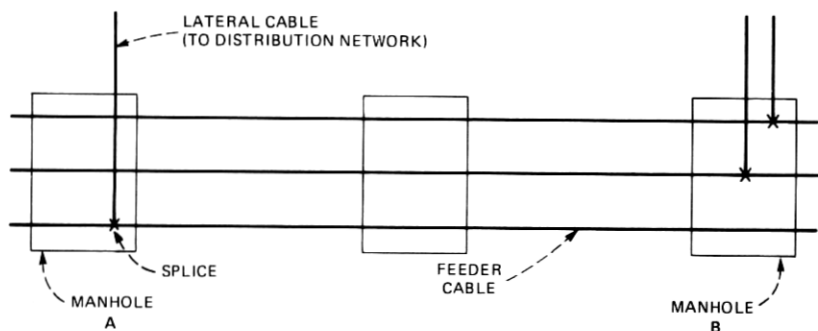 LATERAL CABLE
(TO DISTRIBUTION NETWORK)
SPLICE
FEEDER
CABLE
MANHOLE
A
MANHOLE
B